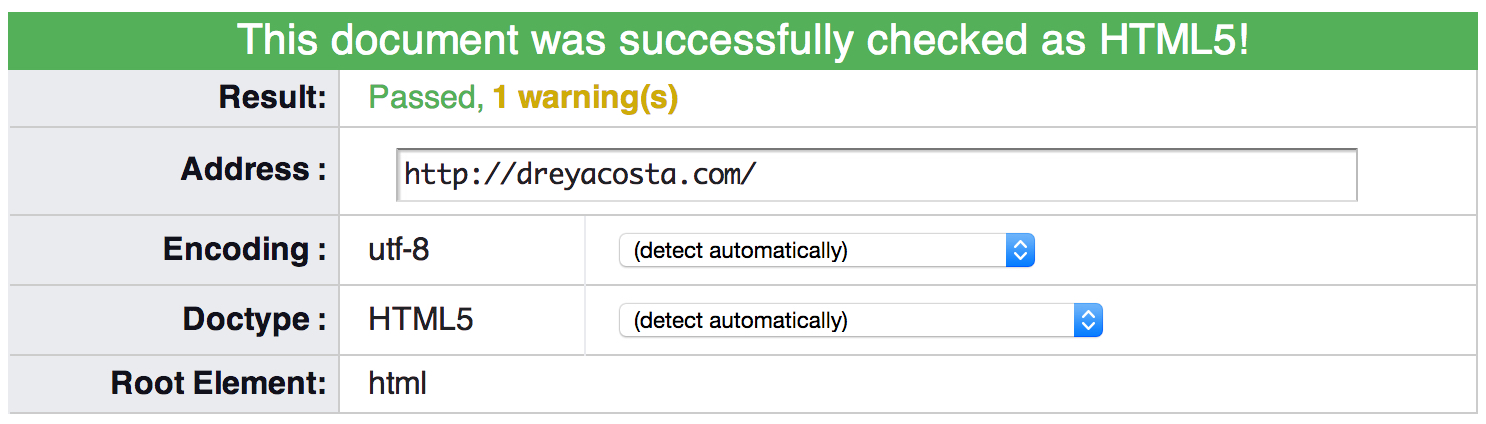 This document was successfully checked as HTML5!
Result: Passed, 1 warning(s)
Address : http://dreyacosta.com/
Encoding : utf-8 (detect automatically)
Doctype : HTML5 (detect automatically)
Root Element: html